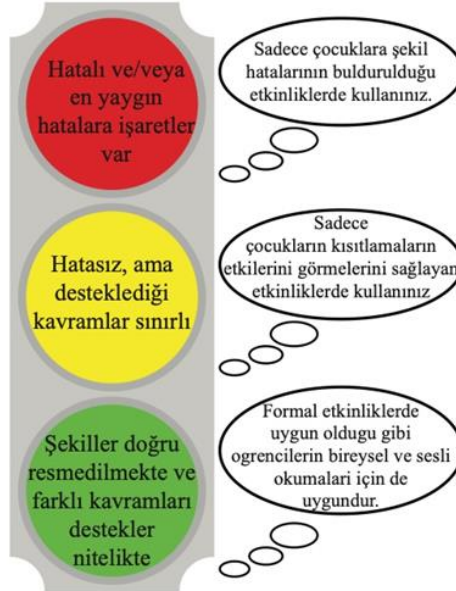 Hatalı ve/veya
en yaygın
hatalara işaretler
var
Sadece çocuklara şekil
hatalarının buldurulduğu
etkinliklerde kullanınız.
Hatasız, ama
desteklediği
kavramlar sınırlı
Sadece
çocukların kısıtlamaların
etkilerini görmelerini sağlayan
etkinliklerde kullanınız
Şekiller doğru
resmedilmekte ve
farklı kavramları
destekler
nitelikte
Formal etkinliklerde
uygun oldugu gibi
ogrencilerin bireysel ve sesli
okumalari için de
uygundur.